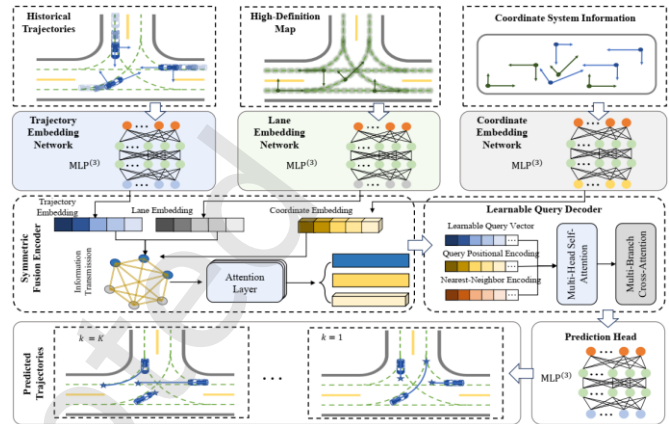 Historical
Trajectories
High-Definition
Map
Coordinate System Information
Trajectory
Embedding
Network
MLP(3)
Lane
Embedding
Network
MLP(3)
Coordinate
Embedding
Network
MLP(3)
Symmetric
Fusion Encoder
Trajectory
Embedding
Lane Embedding
Coordinate Embedding
Information
Transmission
Attention
Layer
Learnable Query Decoder
Learnable Query Vector
Query Positional Encoding
Nearest-Neighbor Encoding
Multi-Head Self-
Attention
Multi-Branch
Cross-Attention
Predicted
Trajectories
k = K
...
k = 1
Prediction Head
MLP(3)